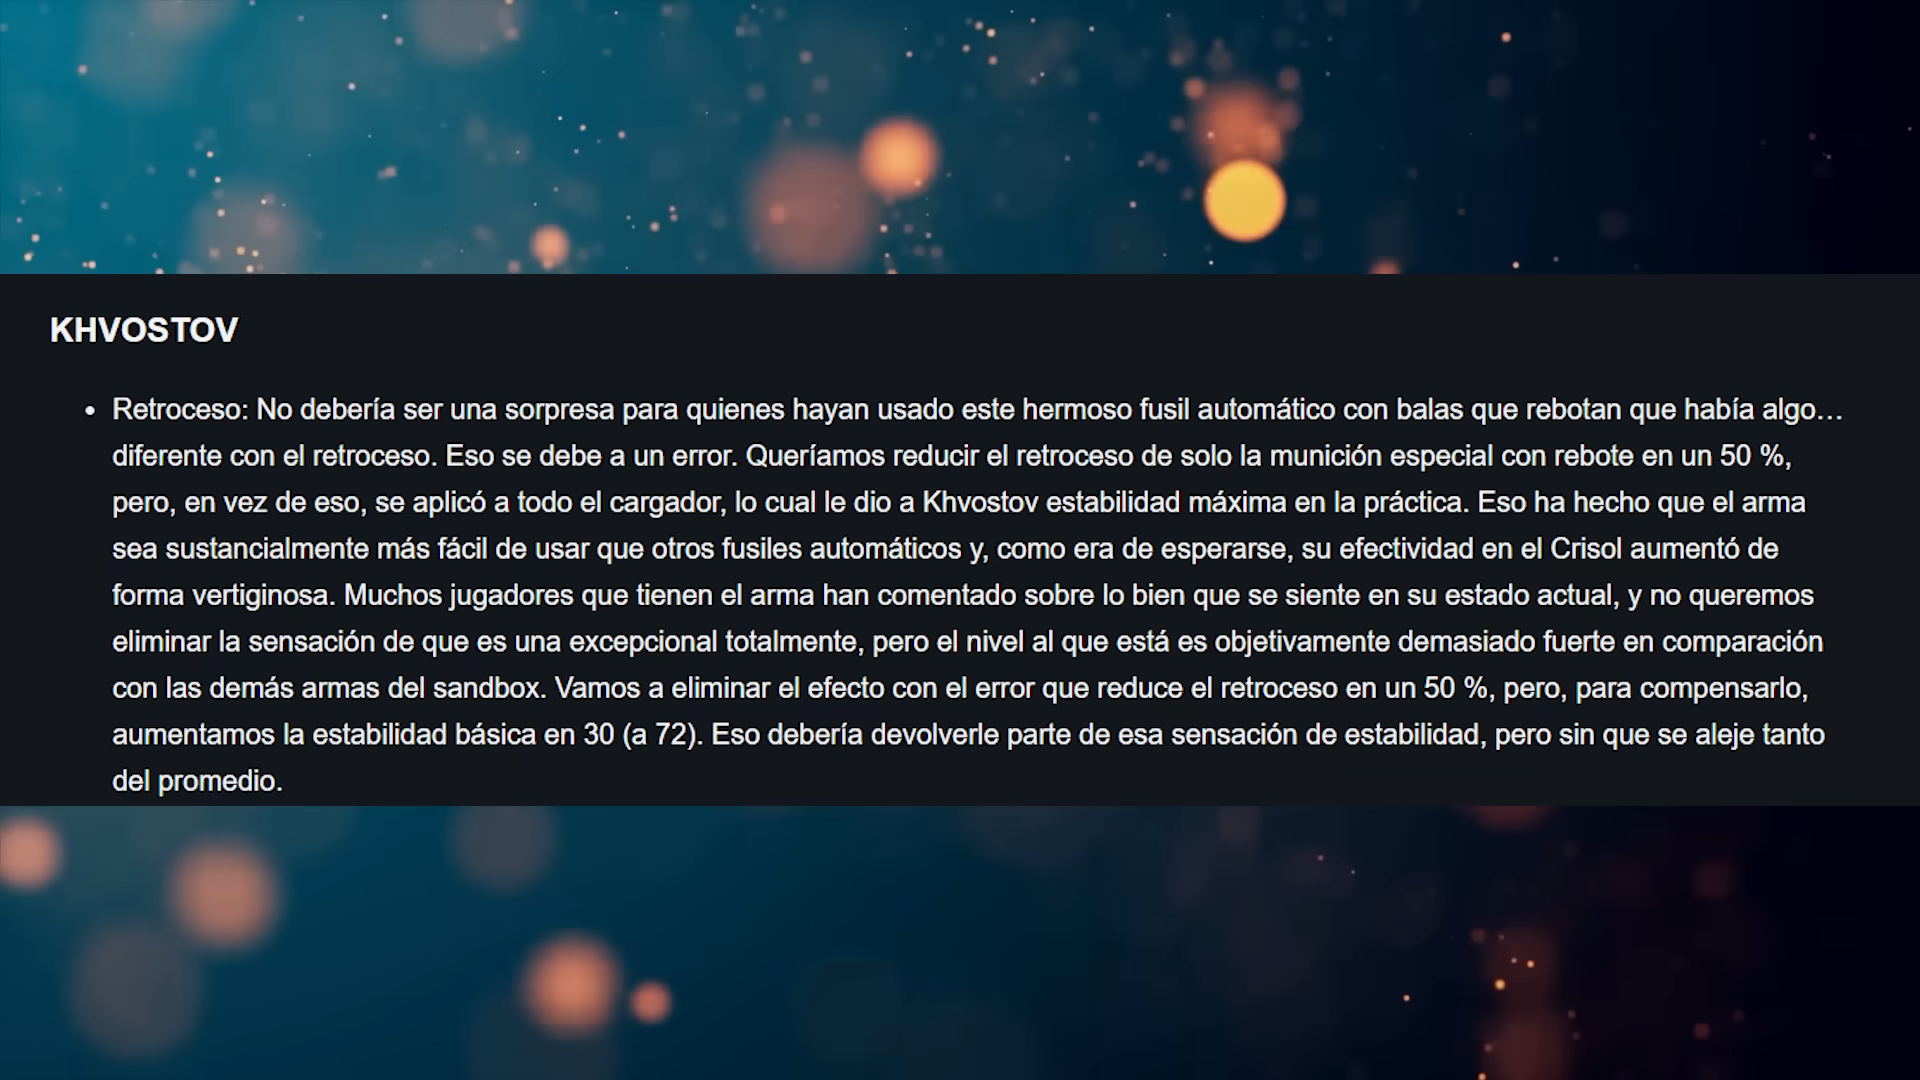 KHVOSTOV
• Retroceso: No debería ser una sorpresa para quienes hayan usado este hermoso fusil automático con balas que rebotan que había algo…
diferente con el retroceso. Eso se debe a un error. Queríamos reducir el retroceso de solo la munición especial con rebote en un 50 %,
pero, en vez de eso, se aplicó a todo el cargador, lo cual le dio a Khvostov estabilidad máxima en la práctica. Eso ha hecho que el arma
sea sustancialmente más fácil de usar que otros fusiles automáticos y, como era de esperarse, su efectividad en el Crisol aumentó de
forma vertiginosa. Muchos jugadores que tienen el arma han comentado sobre lo bien que se siente en su estado actual, y no queremos
eliminar la sensación de que es una excepcional totalmente, pero el nivel al que está es objetivamente demasiado fuerte en comparación
con las demás armas del sandbox. Vamos a eliminar el efecto con el error que reduce el retroceso en un 50 %, pero, para compensarlo,
aumentamos la estabilidad básica en 30 (a 72). Eso debería devolverle parte de esa sensación de estabilidad, pero sin que se aleje tanto
del promedio.